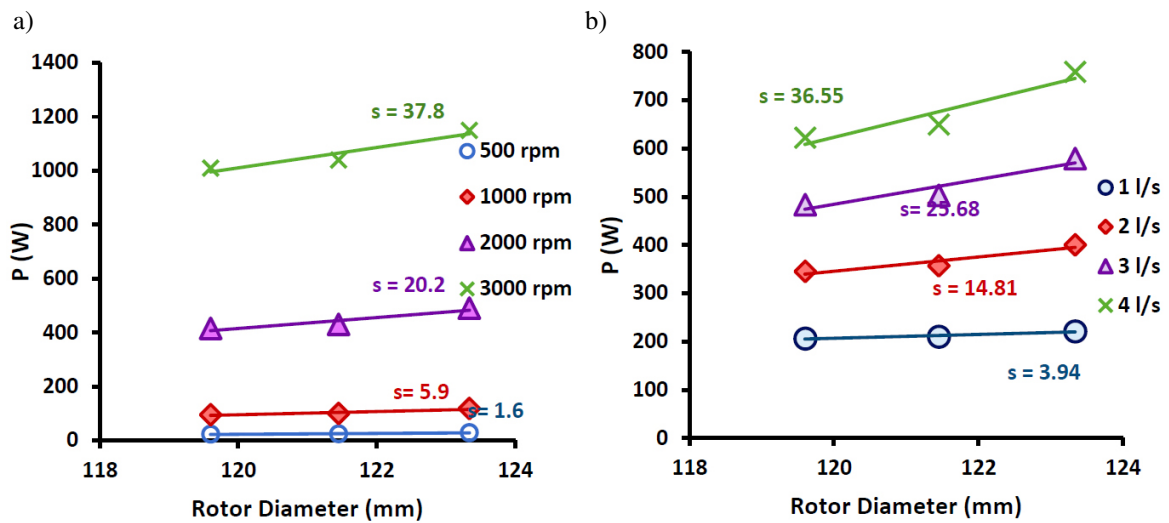 a)
1400
1200
1000
800
600
400
200
0
P (W)
118
120
122
124
Rotor Diameter (mm)
s = 37.8
s = 20.2
s= 5.9
s= 1.6
500 rpm
1000 rpm
2000 rpm
3000 rpm
b)
800
700
600
500
400
300
200
100
0
P (W)
118
120
122
124
Rotor Diameter (mm)
s = 36.55
s = 25.68
s = 14.81
s = 3.94
1 l/s
2 l/s
3 l/s
4 l/s